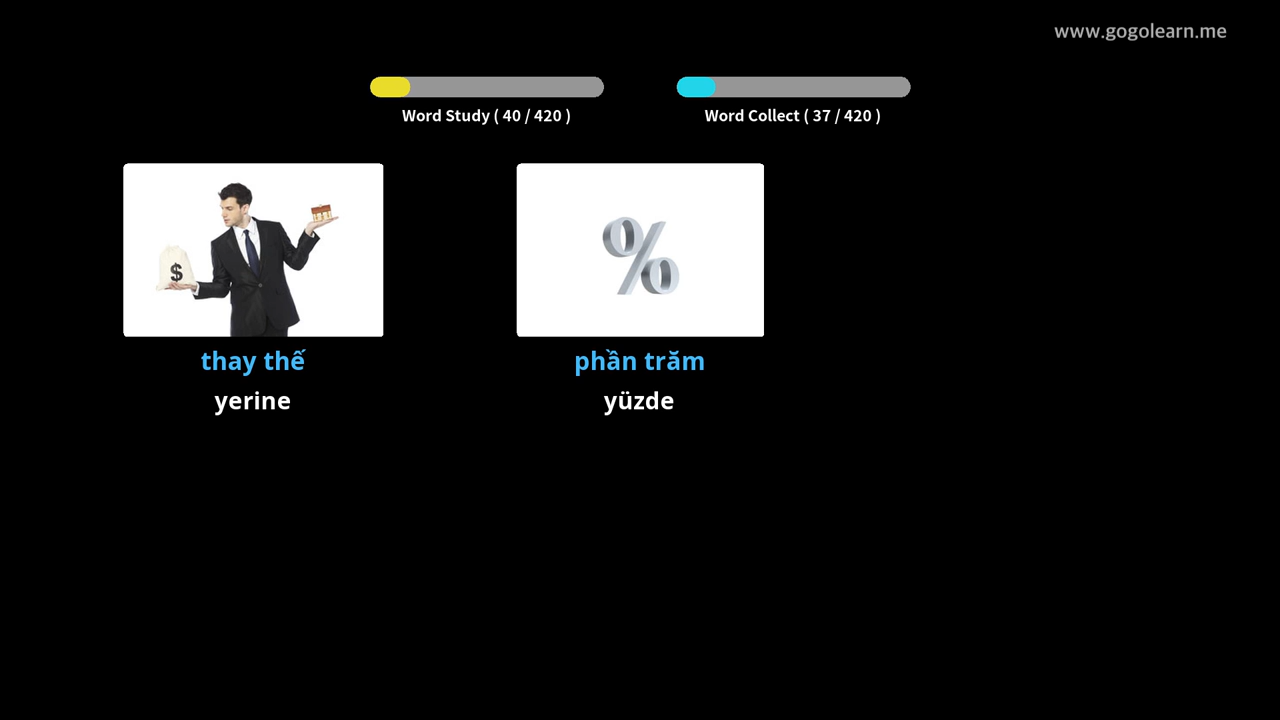 www.gogolearn.me
Word Study ( 40 / 420 )
Word Collect ( 37 / 420 )
$
%
thay thế
yerine
phần trăm
yüzde